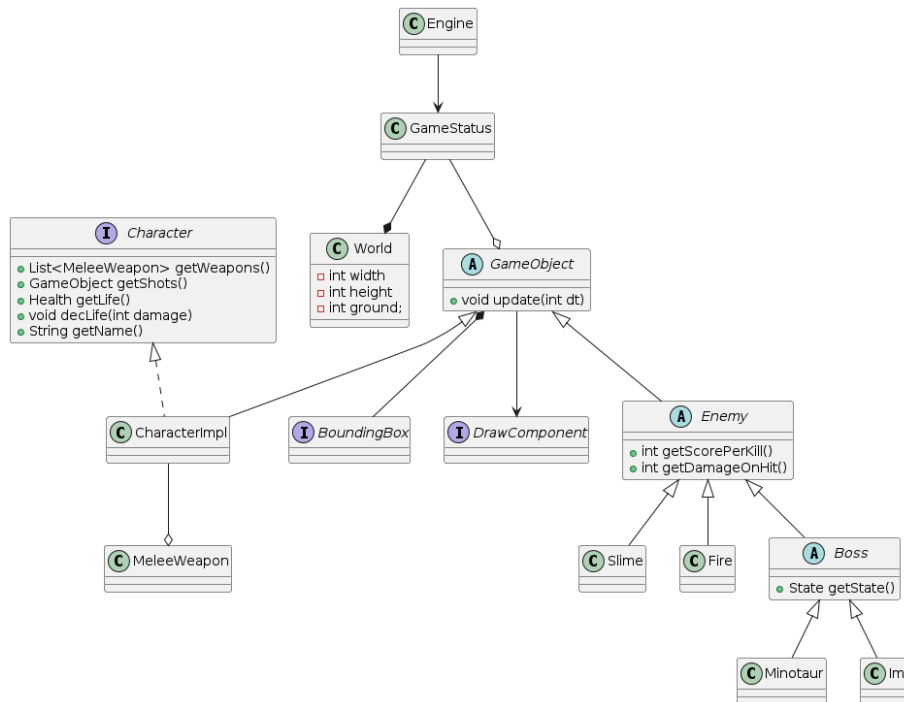 C Engine
C GameStatus
I Character
List<MeleeWeapon> getWeapons()
GameObject getShots()
Health getLife()
void decLife(int damage)
String getName()
C World
int width
int height
int ground;
A GameObject
void update(int dt)
C CharacterImpl
I BoundingBox
I DrawComponent
A Enemy
int getScorePerKill()
int getDamageOnHit()
C MeleeWeapon
C Slime
C Fire
A Boss
State getState()
C Minotaur
C Im